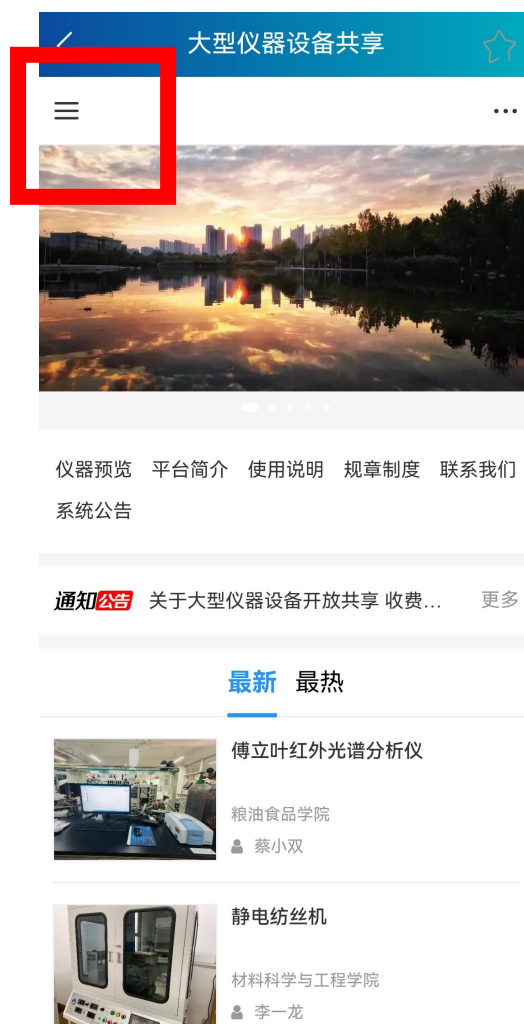 大型仪器设备共享
仪器预览 平台简介 使用说明 规章制度 联系我们
系统公告
通知公告 关于大型仪器设备开放共享 收费... 更多
最新 最热
傅立叶红外光谱分析仪
粮油食品学院
蔡小双
静电纺丝机
材料科学与工程学院
李一龙